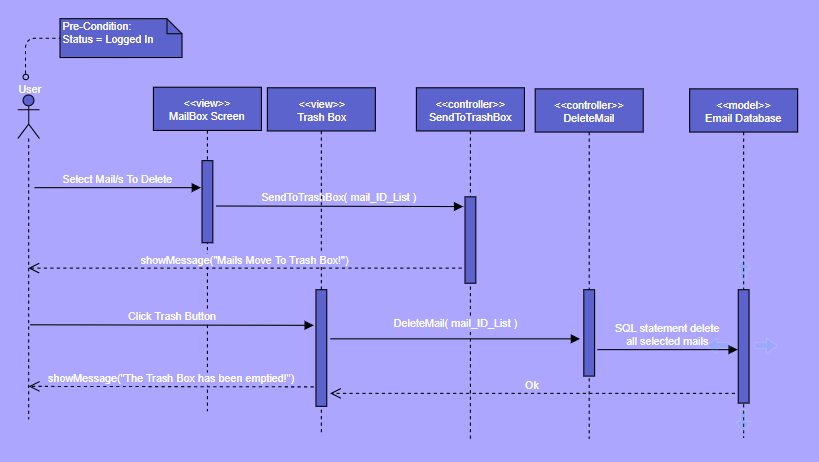 Pre-Condition:
Status = Logged In
User
<<view>>
MailBox Screen
<<view>>
Trash Box
<<controller>>
SendToTrashBox
<<controller>>
DeleteMail
<<model>>
Email Database
Select Mail/s To Delete
SendToTrashBox( mail_ID_List )
showMessage("Mails Move To Trash Box!")
Click Trash Button
DeleteMail( mail_ID_List )
SQL statement delete
all selected mails
showMessage("The Trash Box has been emptied!")
Ok